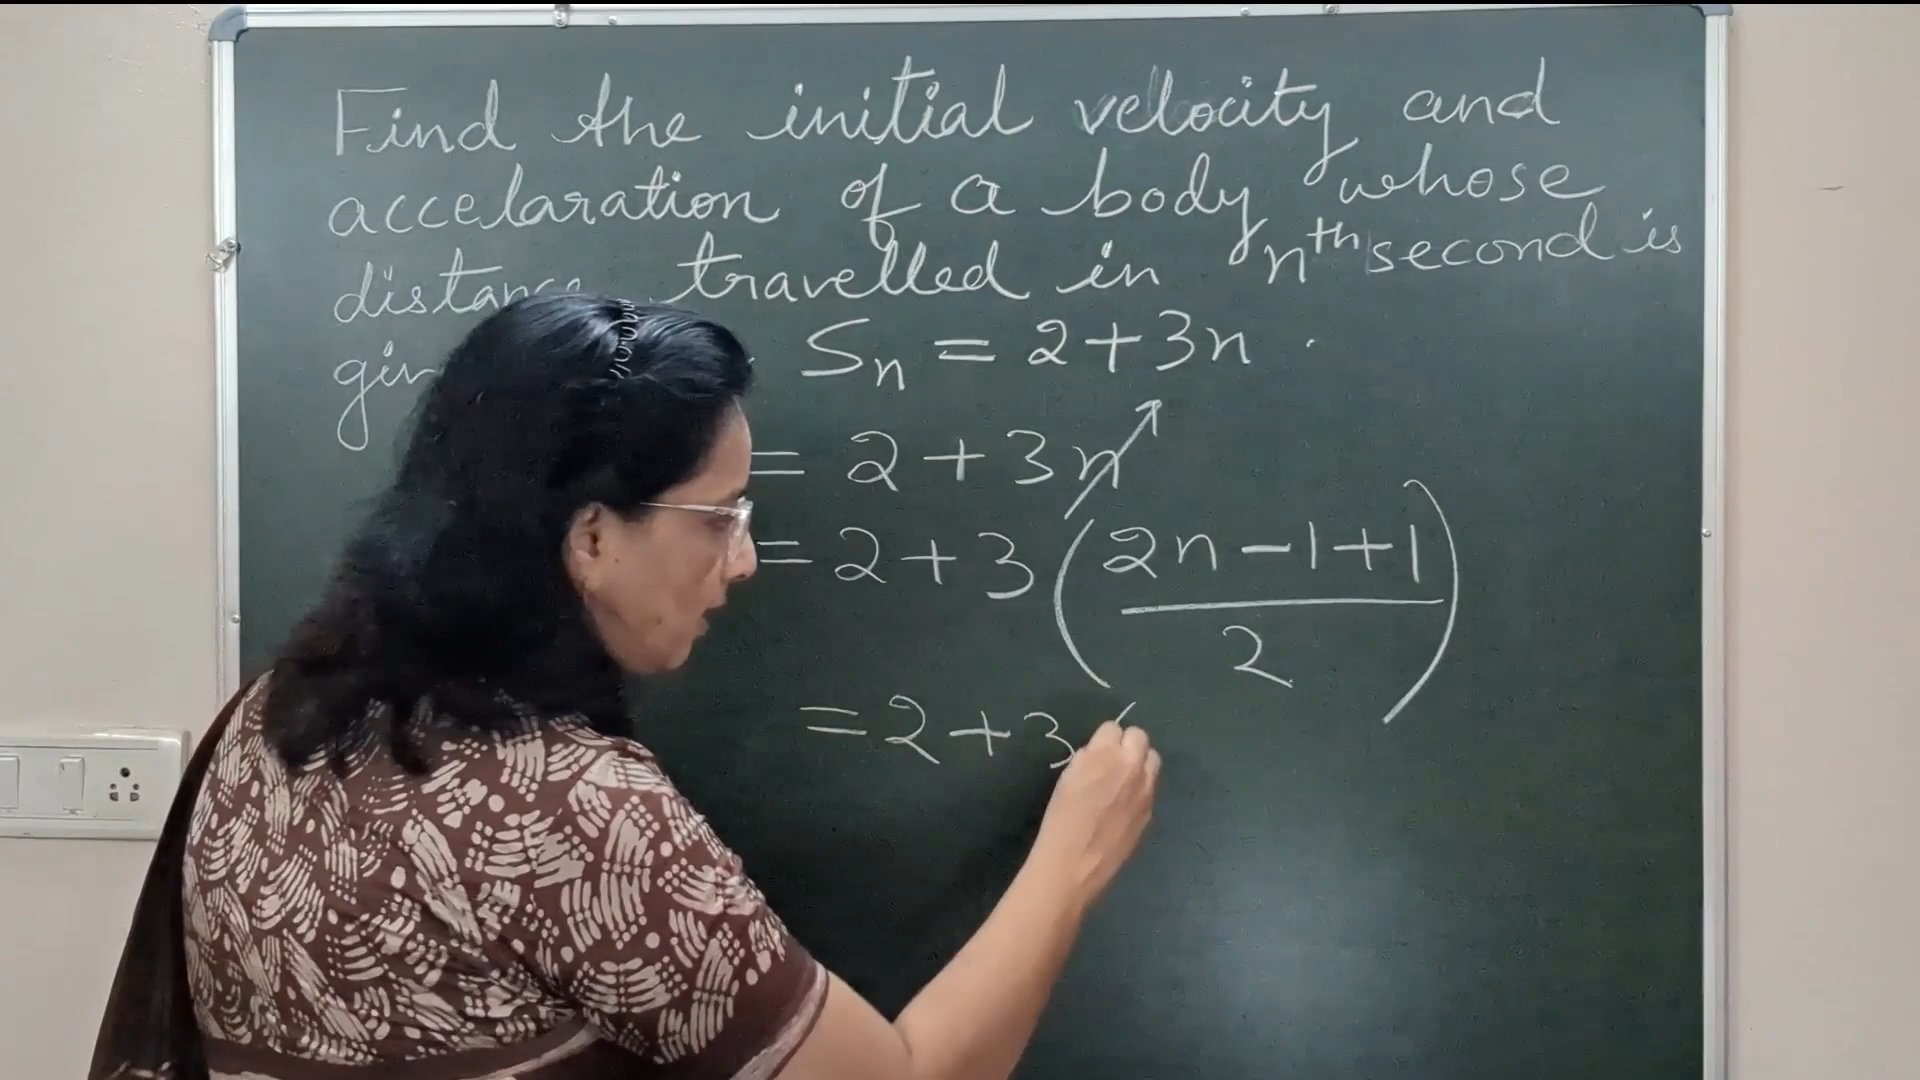 Find the initial velocity and
accelaration of a body whose
distance travelled in nth second is
Sn = 2+3n .
= 2+3n
= 2+3(2n-1+1/2)
= 2+3(